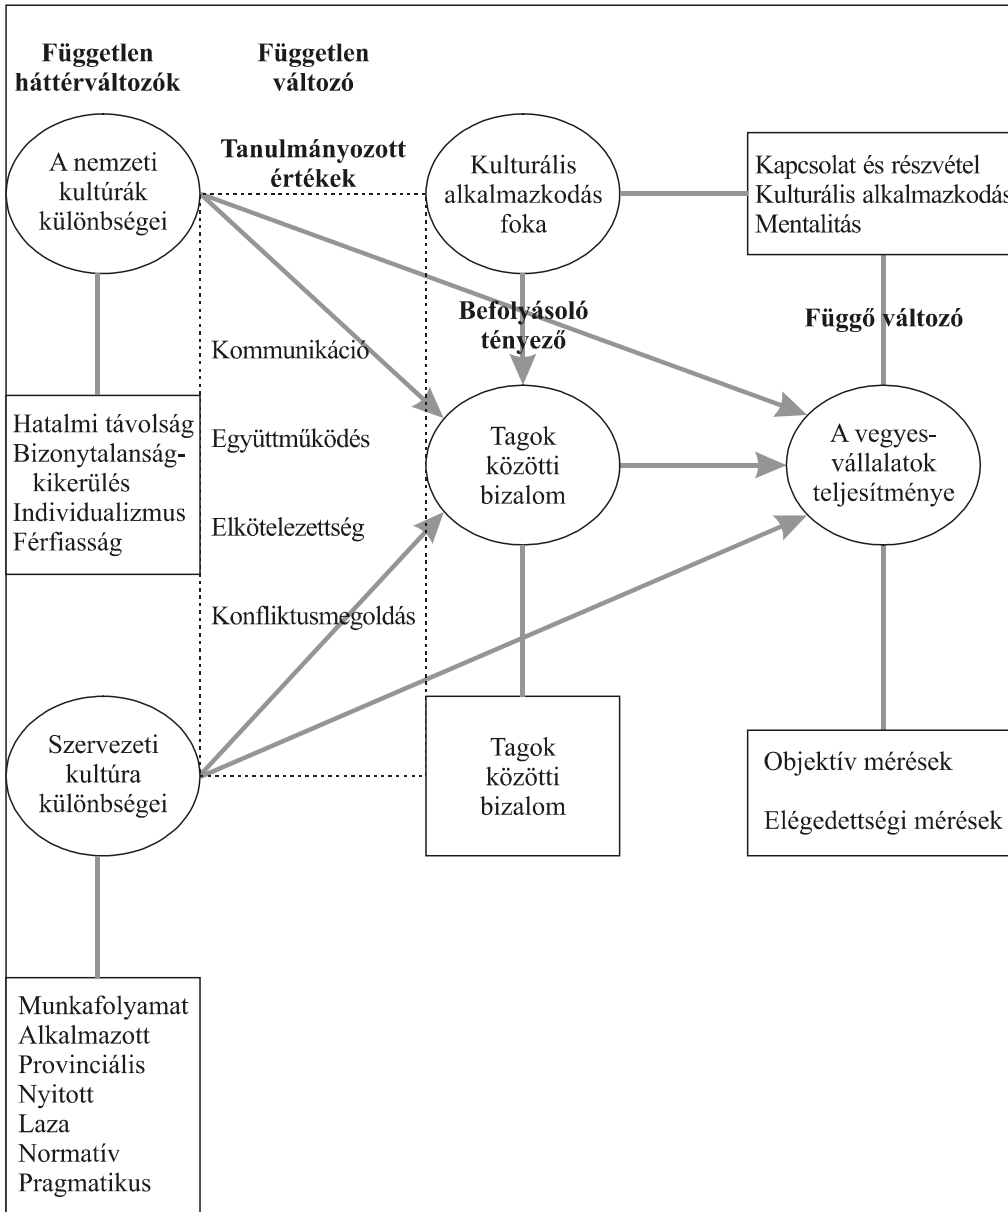 Független
háttérváltozók
Független
változó
Tanulmányozott
értékek
A nemzeti
kultúrák
különbségei
Kulturális
alkalmazkodás
foka
Kapcsolat és részvétel
Kulturális alkalmazkodás
Mentalitás
Befolyásoló
tényező
Függő változó
Kommunikáció
Együttműködés
Elkötelezettség
Konfliktusmegoldás
Hatalmi távolság
Bizonytalanság-
kikerülés
Individualizmus
Férfiasság
Tagok
közötti
bizalom
A vegyes-
vállalatok
teljesítménye
Szervezeti
kultúra
különbségei
Tagok
közötti
bizalom
Objektív mérések
Elégedettségi mérések
Munkafolyamat
Alkalmazott
Provinciális
Nyitott
Laza
Normatív
Pragmatikus